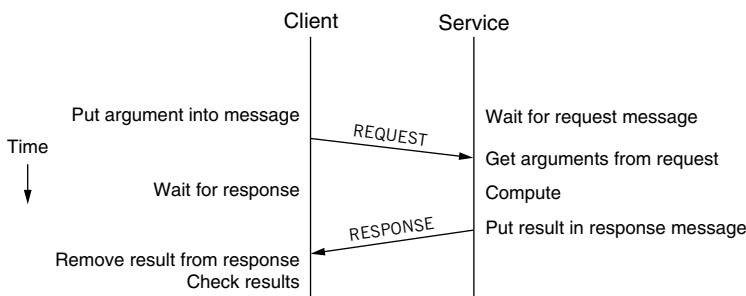 Client
Service
Put argument into message
Wait for request message
Time
REQUEST
Get arguments from request
Wait for response
Compute
RESPONSE
Put result in response message
Remove result from response
Check results